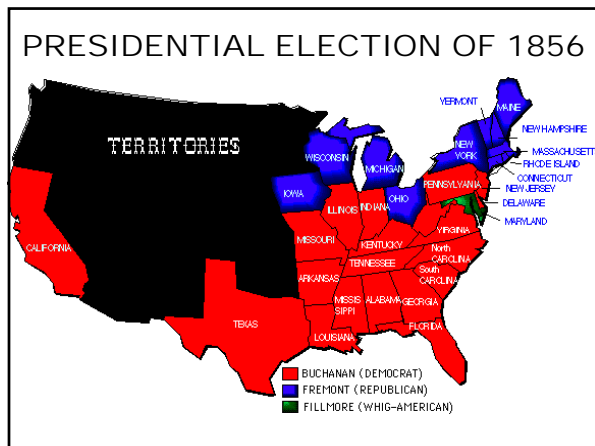 PRESIDENTIAL ELECTION OF 1856
TERRITORIES
VERMONT
MAINE
NEW HAMPSHIRE
MASSACHUSETT
RHODE ISLAND
CONNECTICUT
NEW JERSEY
DELAWARE
MARYLAND
NEW
YORK
WISCONSIN
MICHIGAN
IOWA
OHIO
PENNSYLVANIA
ILLINOIS
INDIANA
CALIFORNIA
MISSOURI
KENTUCKY
VIRGINIA
North
CARCLINA
TENNESSEE
ARKANSAS
South
CARCLINA
MISSIS
SIPPI
ALABAMA
GEORGIA
TEXAS
LOUISIANA
FLORIDA
BUCHANAN (DEMOCRAT)
FREMONT (REPUBLICAN)
FILLMORE (WHIG-AMERICAN)